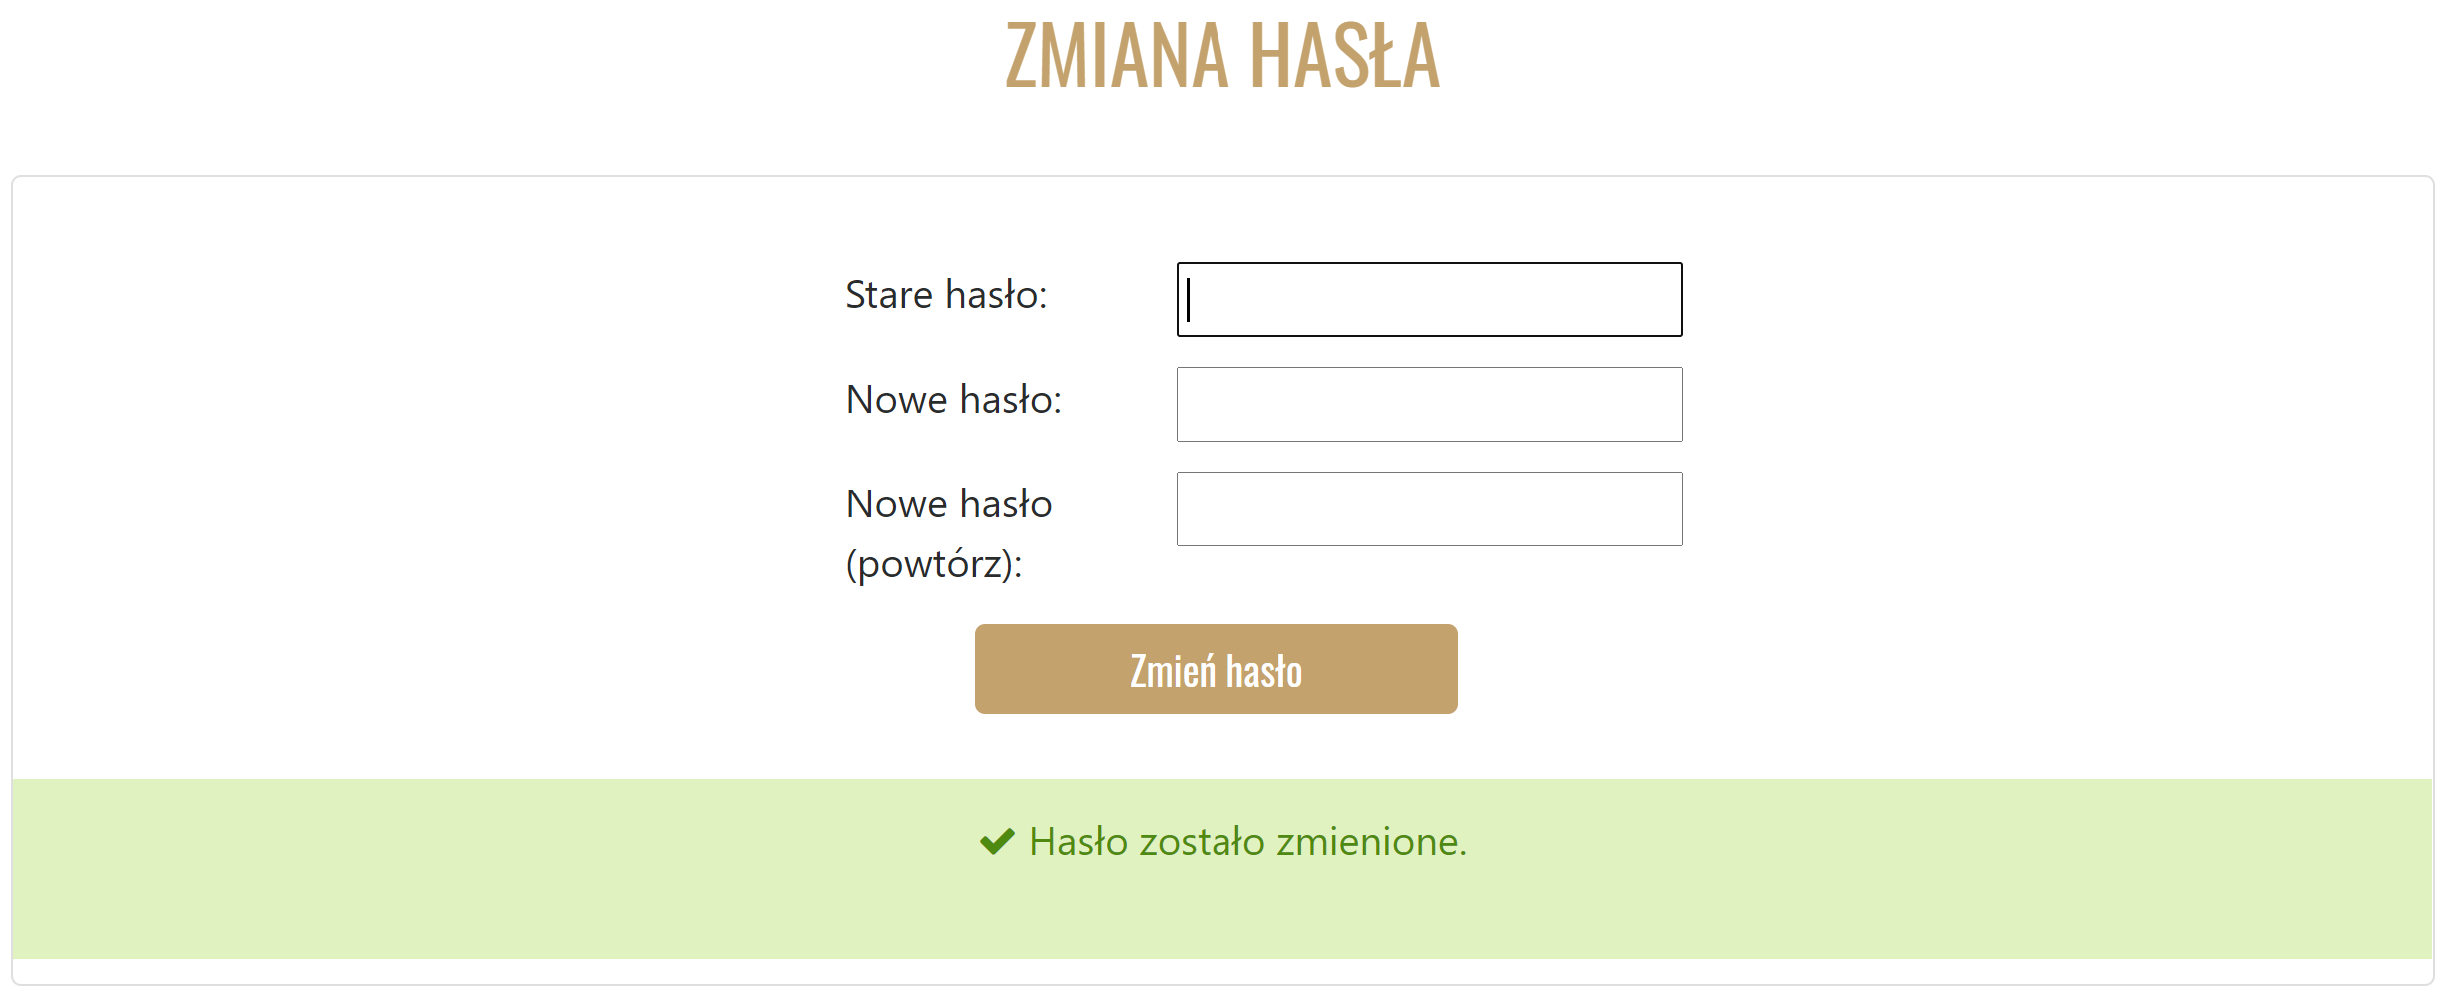 ZMIANA HASŁA
Stare hasło:
Nowe hasło:
Nowe hasło
(powtórz):
Zmień hasło
Hasło zostało zmienione.